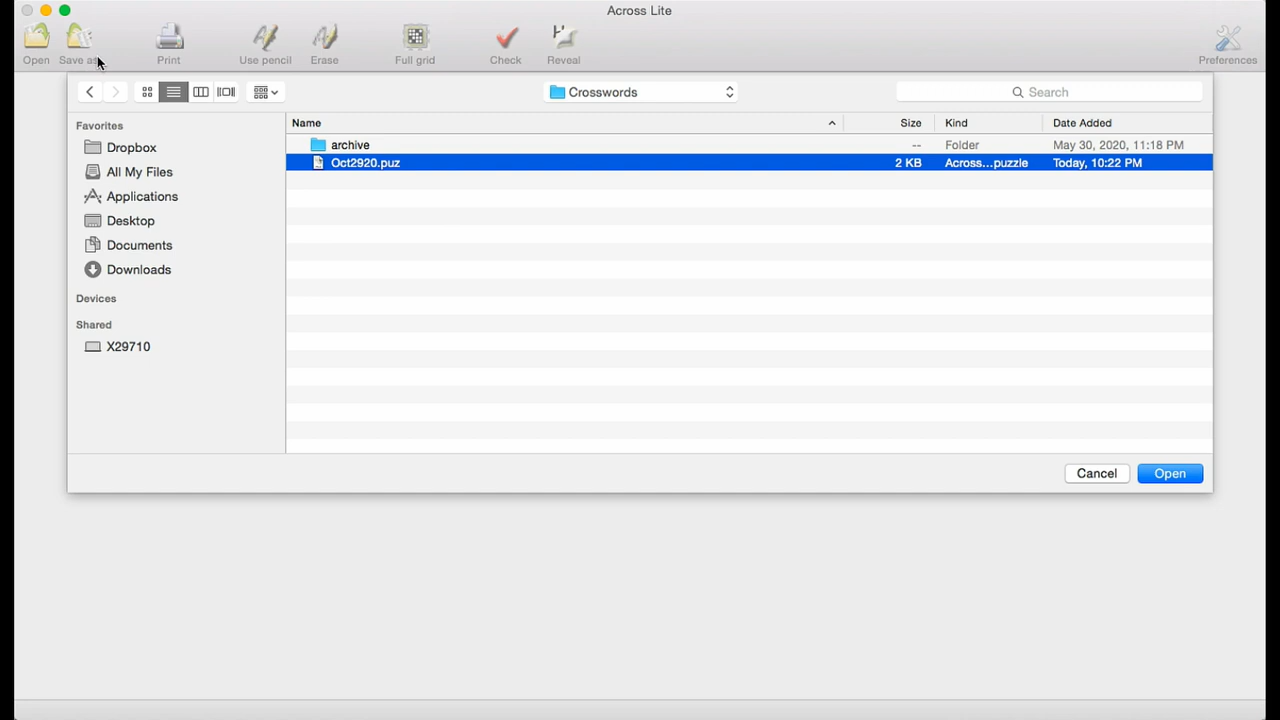 Across Lite
Open Save as Print Use pencil Erase Full grid Check Reveal Preferences
Crosswords Search
Favorites
Dropbox
All My Files
Applications
Desktop
Documents
Downloads
Devices
Shared
X29710
Name Size Kind Date Added
archive -- Folder May 30, 2020, 11:18 PM
Oct2920.puz 2 KB Across...puzzle Today, 10:22 PM
Cancel Open